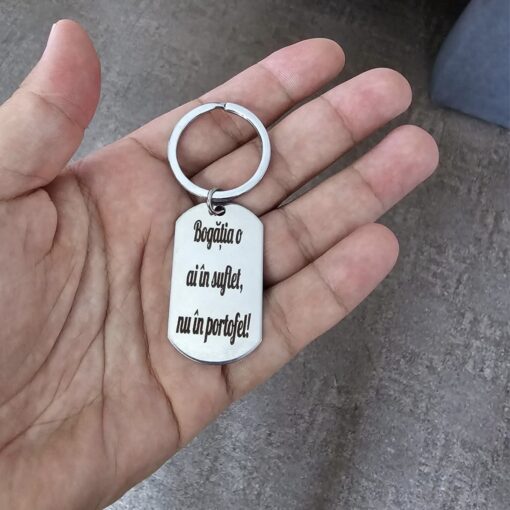 Bogăția o
ai în suflet,
nu în portofel!